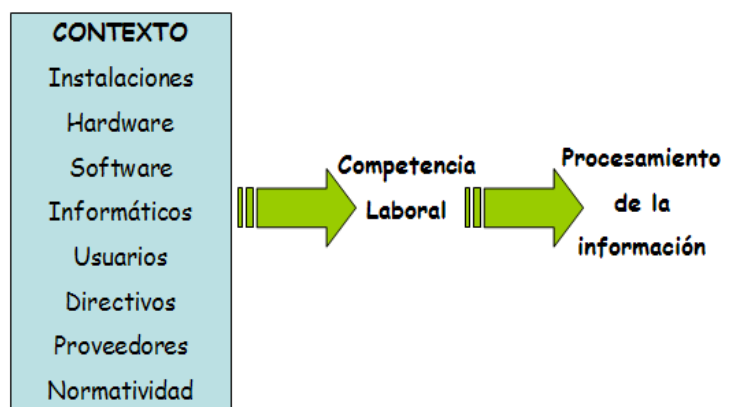 CONTEXTO
Instalaciones
Hardware
Software
Informáticos
Usuarios
Directivos
Proveedores
Normatividad
Competencia
Laboral
Procesamiento
de la
información